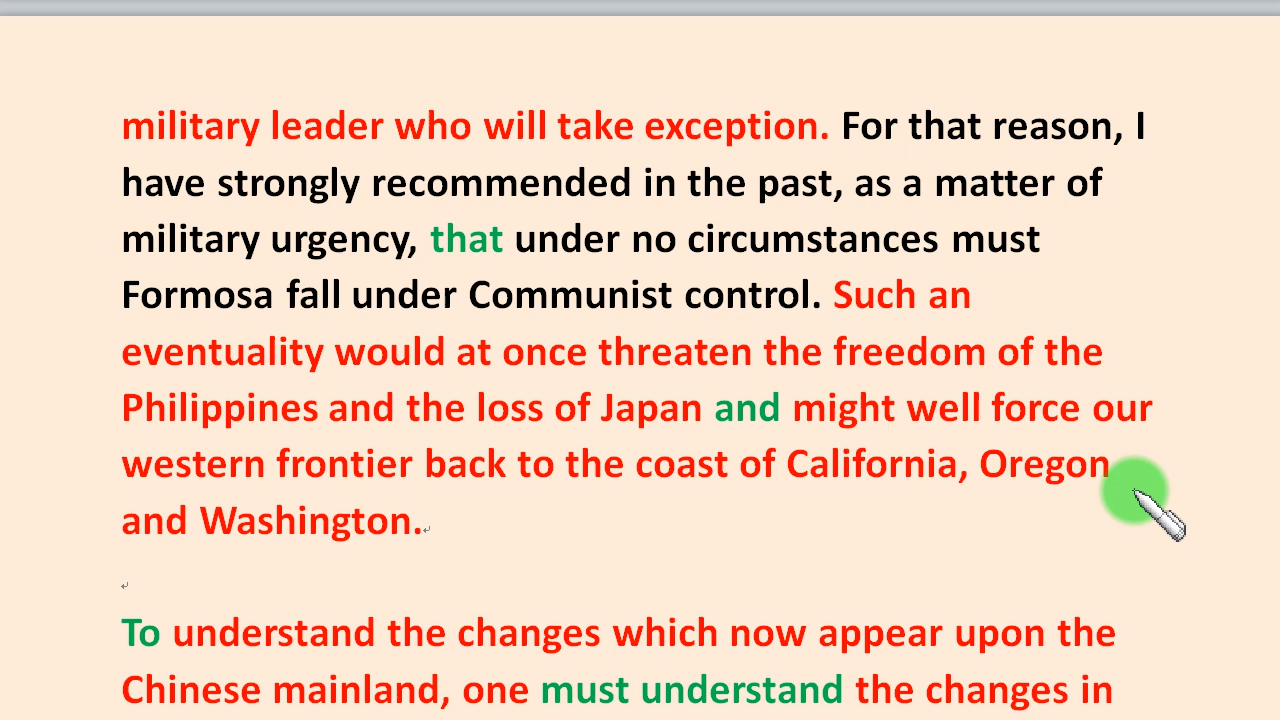 military leader who will take exception. For that reason, I
have strongly recommended in the past, as a matter of
military urgency, that under no circumstances must
Formosa fall under Communist control. Such an
eventuality would at once threaten the freedom of the
Philippines and the loss of Japan and might well force our
western frontier back to the coast of California, Oregon
and Washington.
To understand the changes which now appear upon the
Chinese mainland, one must understand the changes in